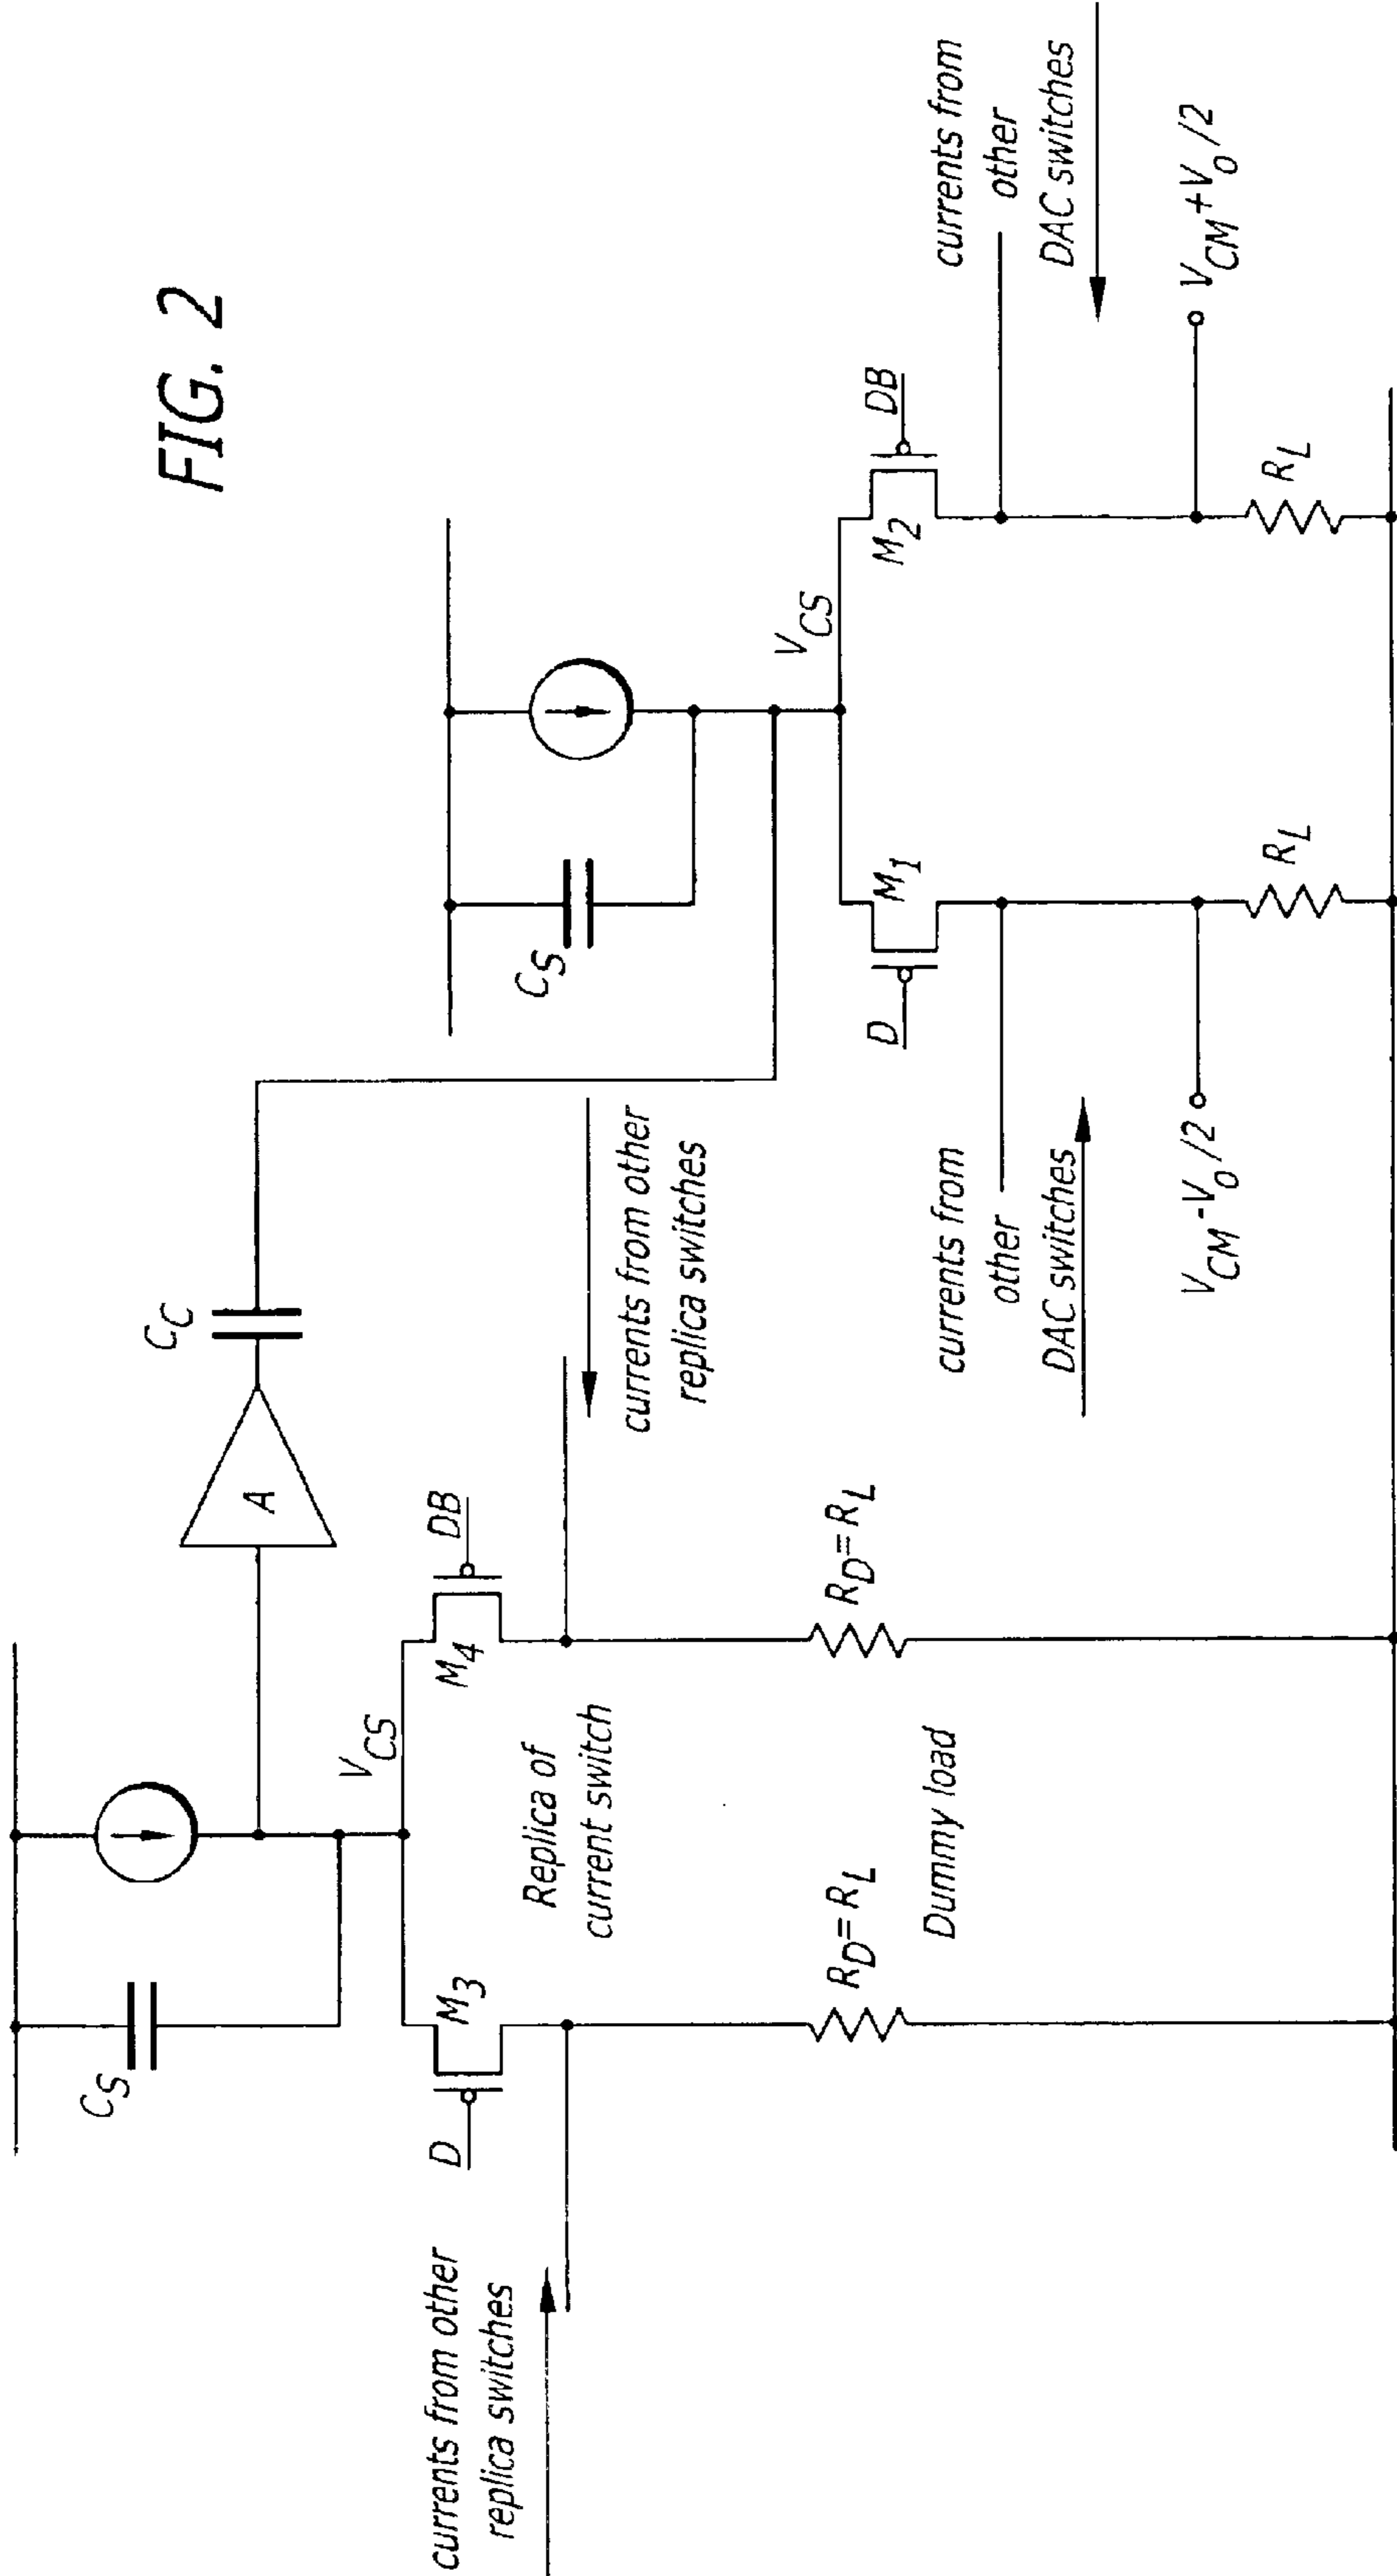 FIG. 2
C_S
V_CS
A
C_C
D
M_3
M_4
DB
currents from other
replica switches
Replica of
current switch
currents from other
replica switches
R_D=R_L
R_D=R_L
Dummy load
C_S
V_CS
D
M_1
M_2
DB
currents from
other
DAC switches
currents from
other
DAC switches
V_CM-V_o/2
V_CM+V_o/2
R_L
R_L